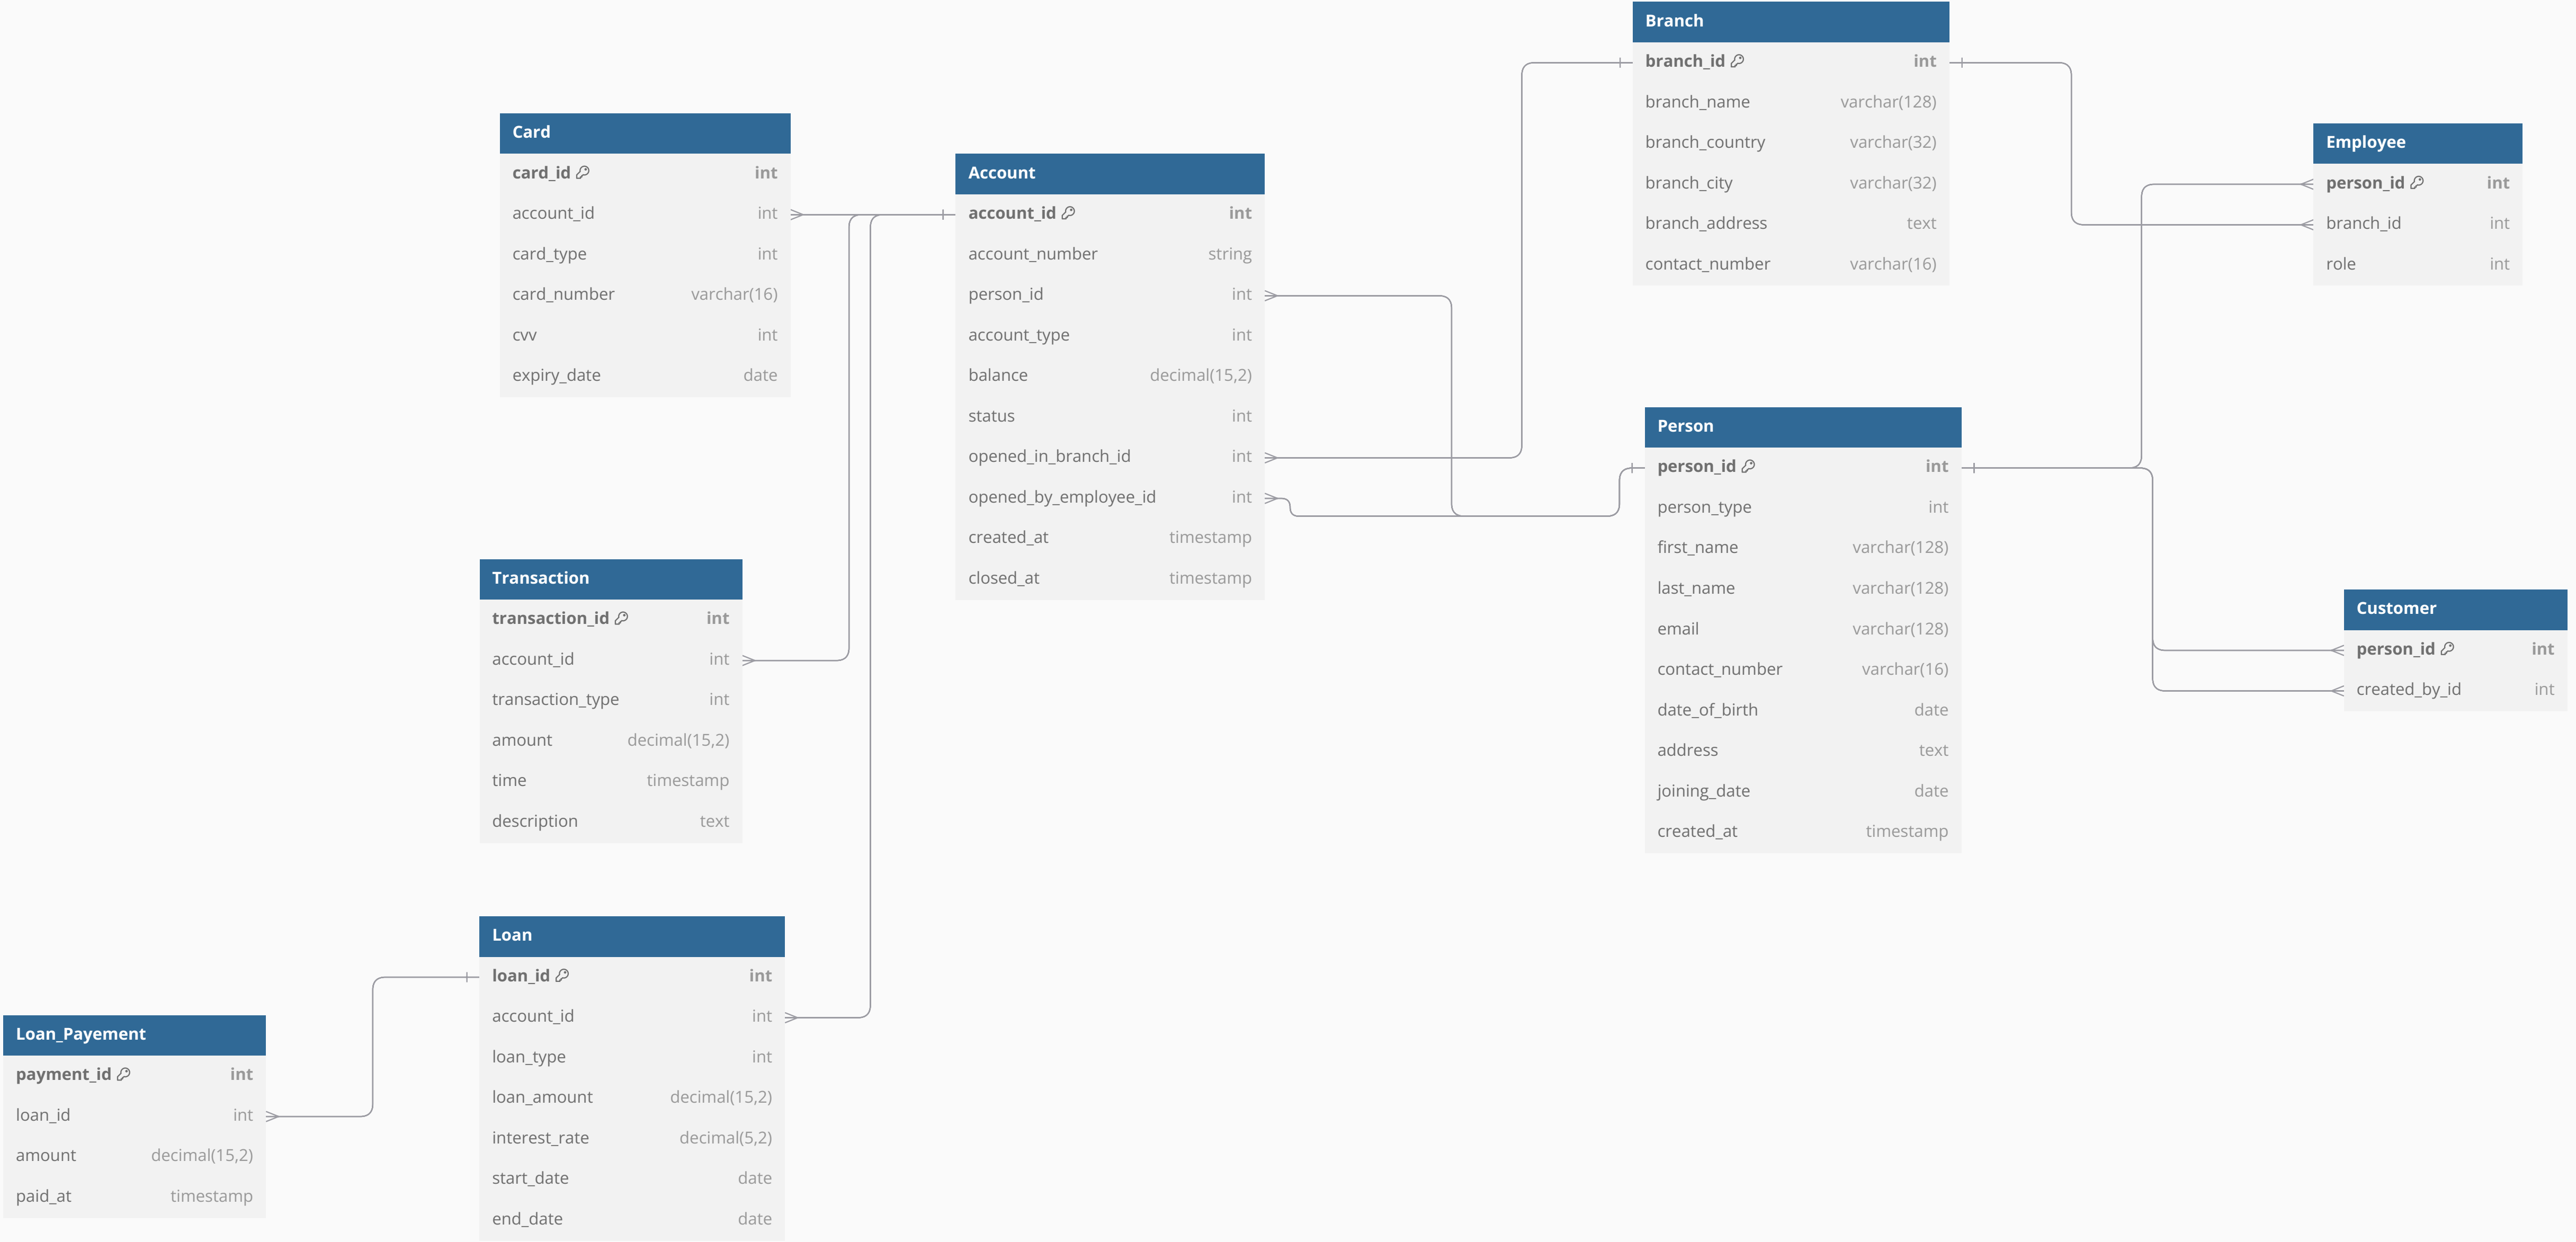 Branch
branch_id int
branch_name varchar(128)
branch_country varchar(32)
branch_city varchar(32)
branch_address text
contact_number varchar(16)
Card
card_id int
account_id int
card_type int
card_number varchar(16)
cvv int
expiry_date date
Account
account_id int
account_number string
person_id int
account_type int
balance decimal(15,2)
status int
opened_in_branch_id int
opened_by_employee_id int
created_at timestamp
closed_at timestamp
Employee
person_id int
branch_id int
role int
Person
person_id int
person_type int
first_name varchar(128)
last_name varchar(128)
email varchar(128)
contact_number varchar(16)
date_of_birth date
address text
joining_date date
created_at timestamp
Transaction
transaction_id int
account_id int
transaction_type int
amount decimal(15,2)
time timestamp
description text
Customer
person_id int
created_by_id int
Loan
loan_id int
account_id int
loan_type int
loan_amount decimal(15,2)
interest_rate decimal(5,2)
start_date date
end_date date
Loan_Payement
payment_id int
loan_id int
amount decimal(15,2)
paid_at timestamp